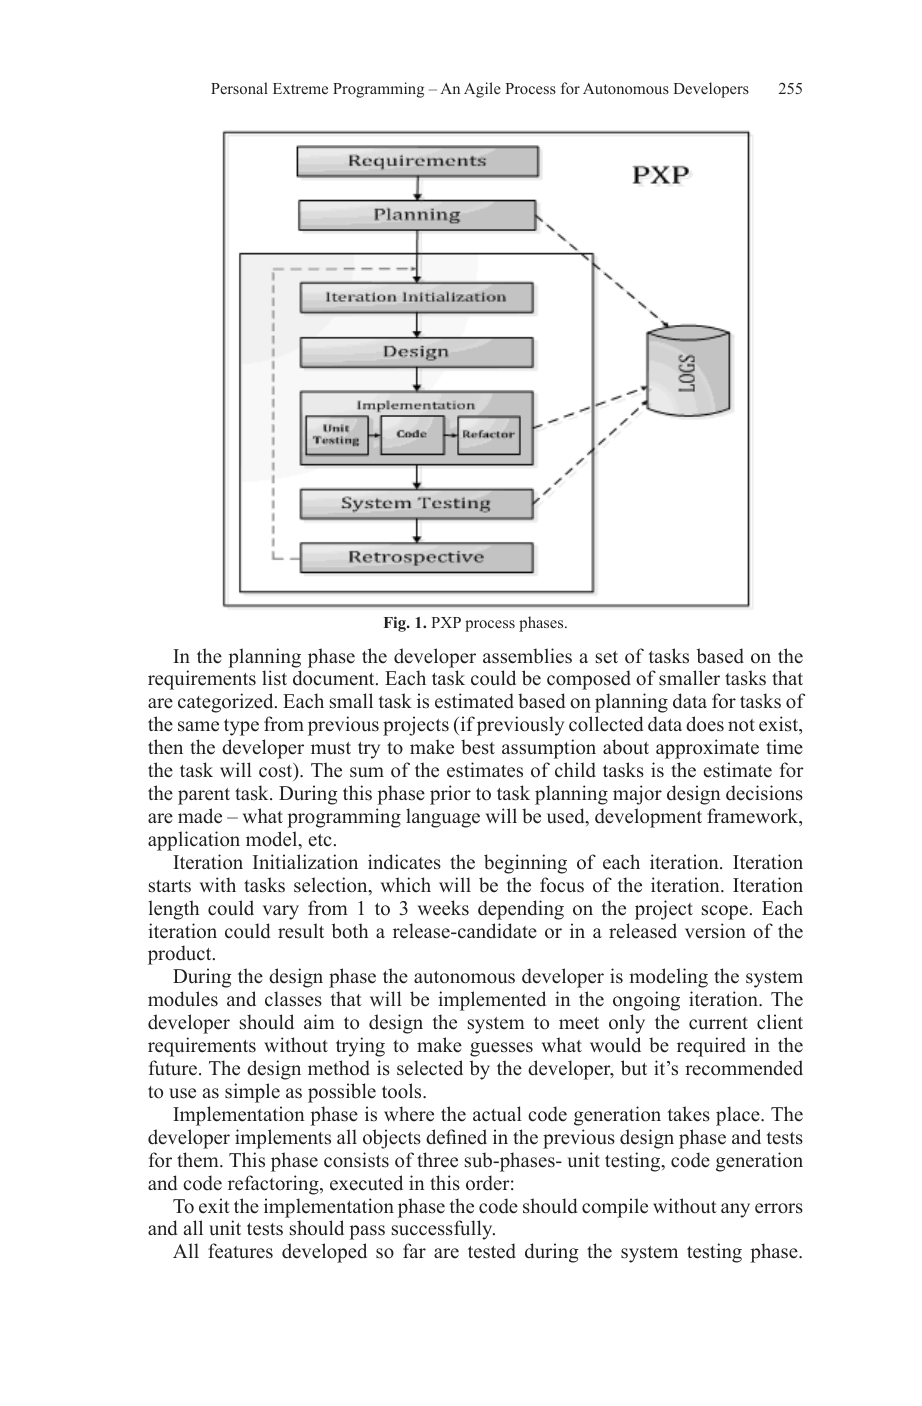 Personal Extreme Programming – An Agile Process for Autonomous Developers 255
Requirements
PXP
Planning
Iteration Initialization
Design
LOGS
Implementation
Unit
Testing
Code
Refactor
System Testing
Retrospective
Fig. 1. PXP process phases.
In the planning phase the developer assemblies a set of tasks based on the
requirements list document. Each task could be composed of smaller tasks that
are categorized. Each small task is estimated based on planning data for tasks of
the same type from previous projects (if previously collected data does not exist,
then the developer must try to make best assumption about approximate time
the task will cost). The sum of the estimates of child tasks is the estimate for
the parent task. During this phase prior to task planning major design decisions
are made – what programming language will be used, development framework,
application model, etc.
Iteration Initialization indicates the beginning of each iteration. Iteration
starts with tasks selection, which will be the focus of the iteration. Iteration
length could vary from 1 to 3 weeks depending on the project scope. Each
iteration could result both a release-candidate or in a released version of the
product.
During the design phase the autonomous developer is modeling the system
modules and classes that will be implemented in the ongoing iteration. The
developer should aim to design the system to meet only the current client
requirements without trying to make guesses what would be required in the
future. The design method is selected by the developer, but it’s recommended
to use as simple as possible tools.
Implementation phase is where the actual code generation takes place. The
developer implements all objects defined in the previous design phase and tests
for them. This phase consists of three sub-phases- unit testing, code generation
and code refactoring, executed in this order:
To exit the implementation phase the code should compile without any errors
and all unit tests should pass successfully.
All features developed so far are tested during the system testing phase.